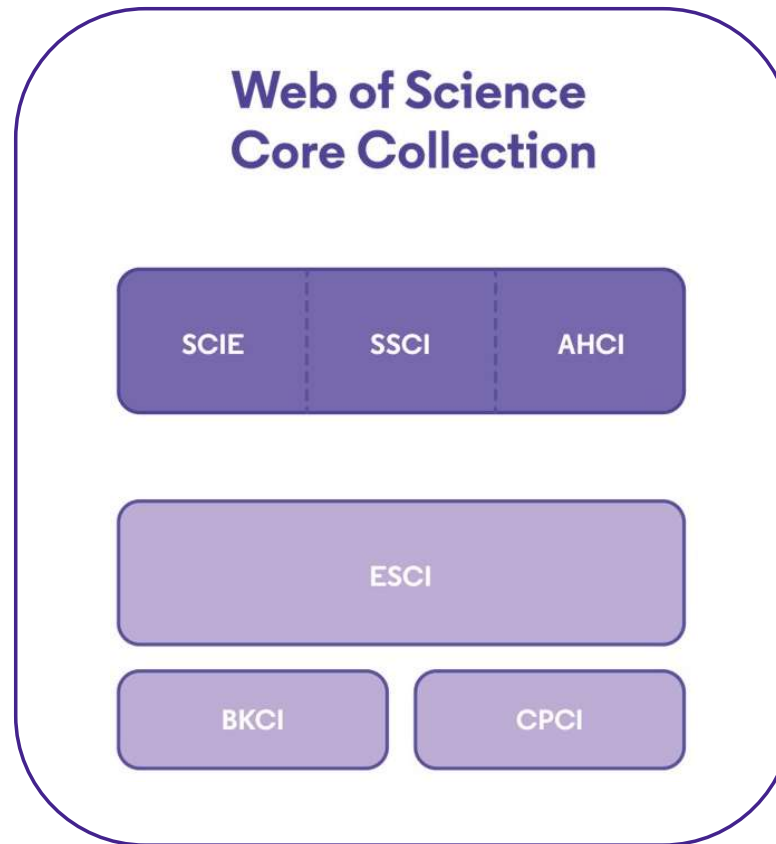 Web of Science
Core Collection
SCIE SSCI AHCI
ESCI
BKCI CPCI